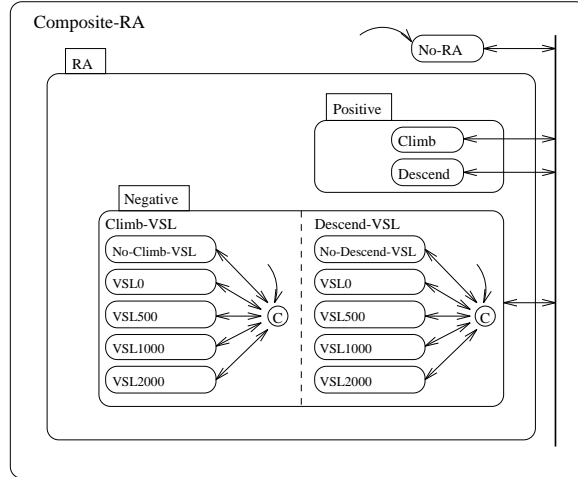 Composite-RA
No-RA
RA
Positive
Climb
Descend
Negative
Climb-VSL
Descend-VSL
No-Climb-VSL
No-Descend-VSL
VSL0
VSL0
VSL500
C
VSL500
C
VSL1000
VSL1000
VSL2000
VSL2000